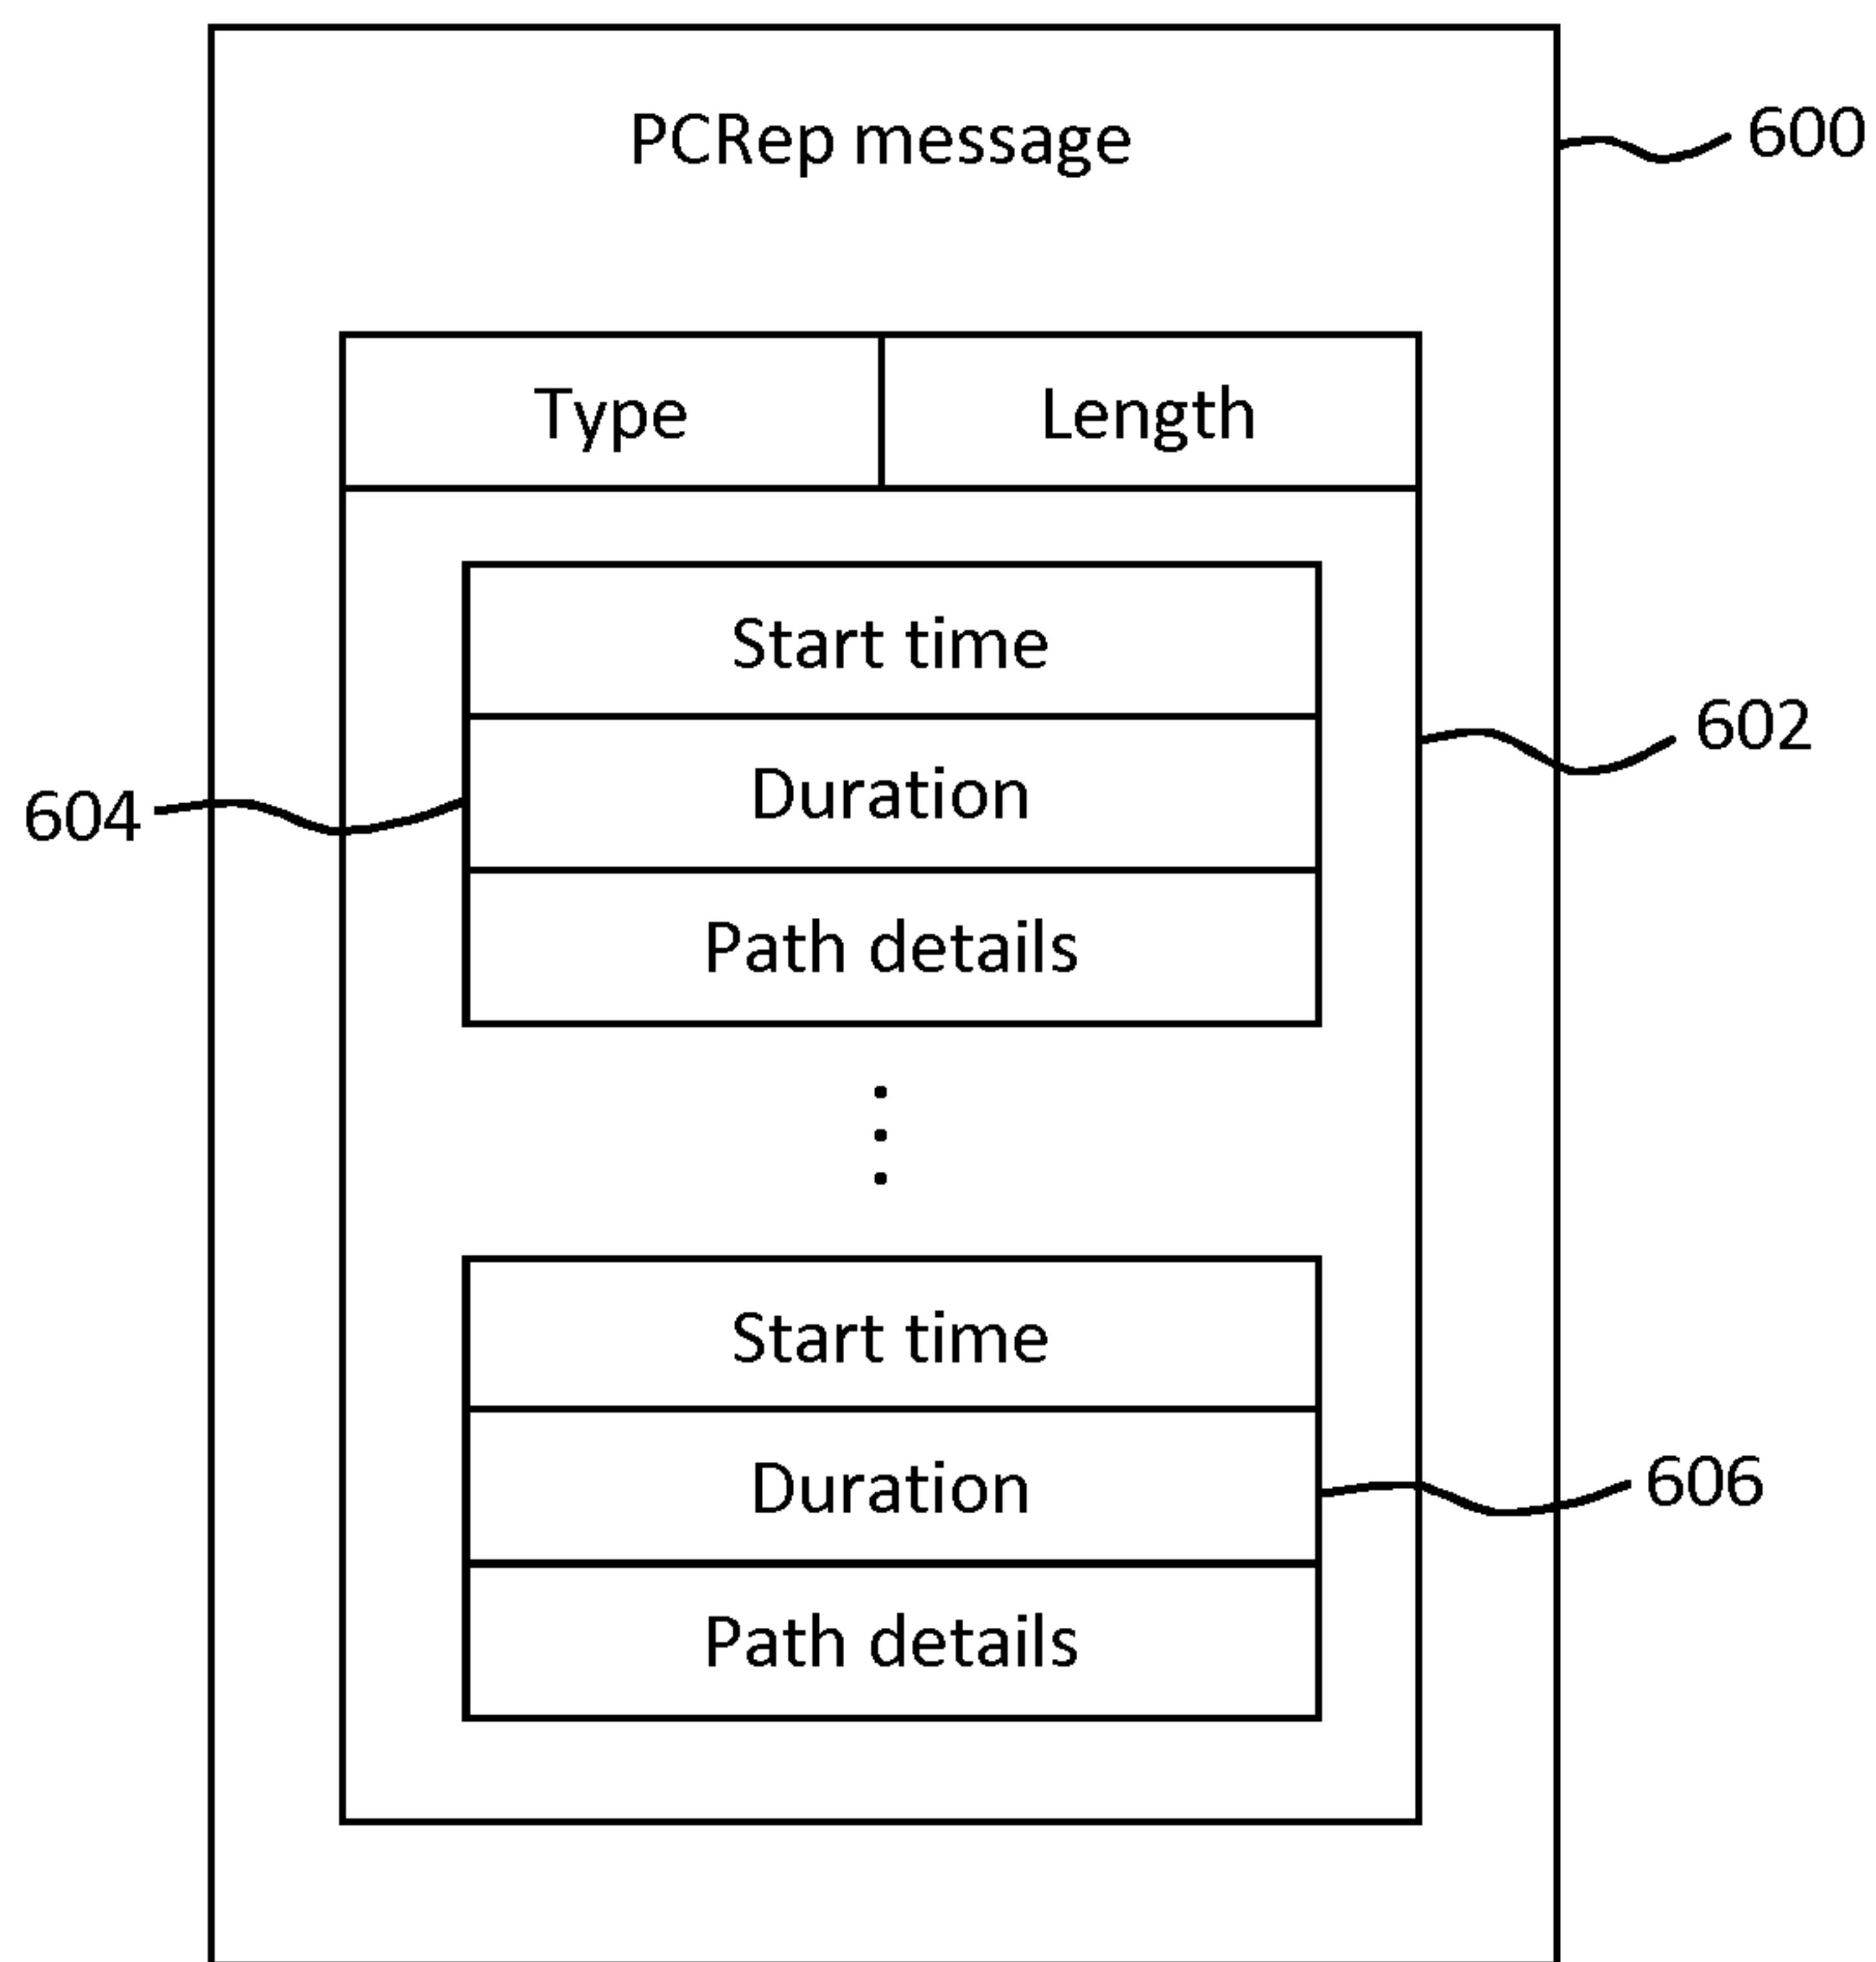 PCRep message
600
Type
Length
Start time
602
Duration
604
Path details
Start time
Duration
606
Path details